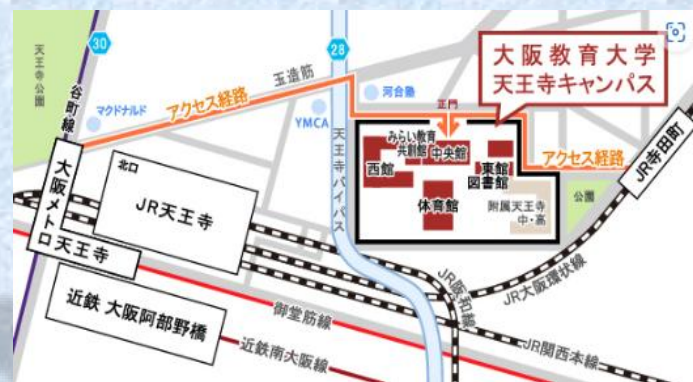 30
28
天王寺公園
谷町線
マクドナルド
アクセス経路
玉造筋
YMCA
天王寺バイパス
河合塾
正門
大阪教育大学
天王寺キャンパス
みらい教育
共創館
中央館
西館
東館
図書館
体育館
附属天王寺
中・高
公園
アクセス経路
JR寺田町
大阪メトロ
天王寺
北口
JR天王寺
近鉄 大阪阿部野橋
御堂筋線
近鉄南大阪線
JR阪和線
JR大阪環状線
JR関西本線